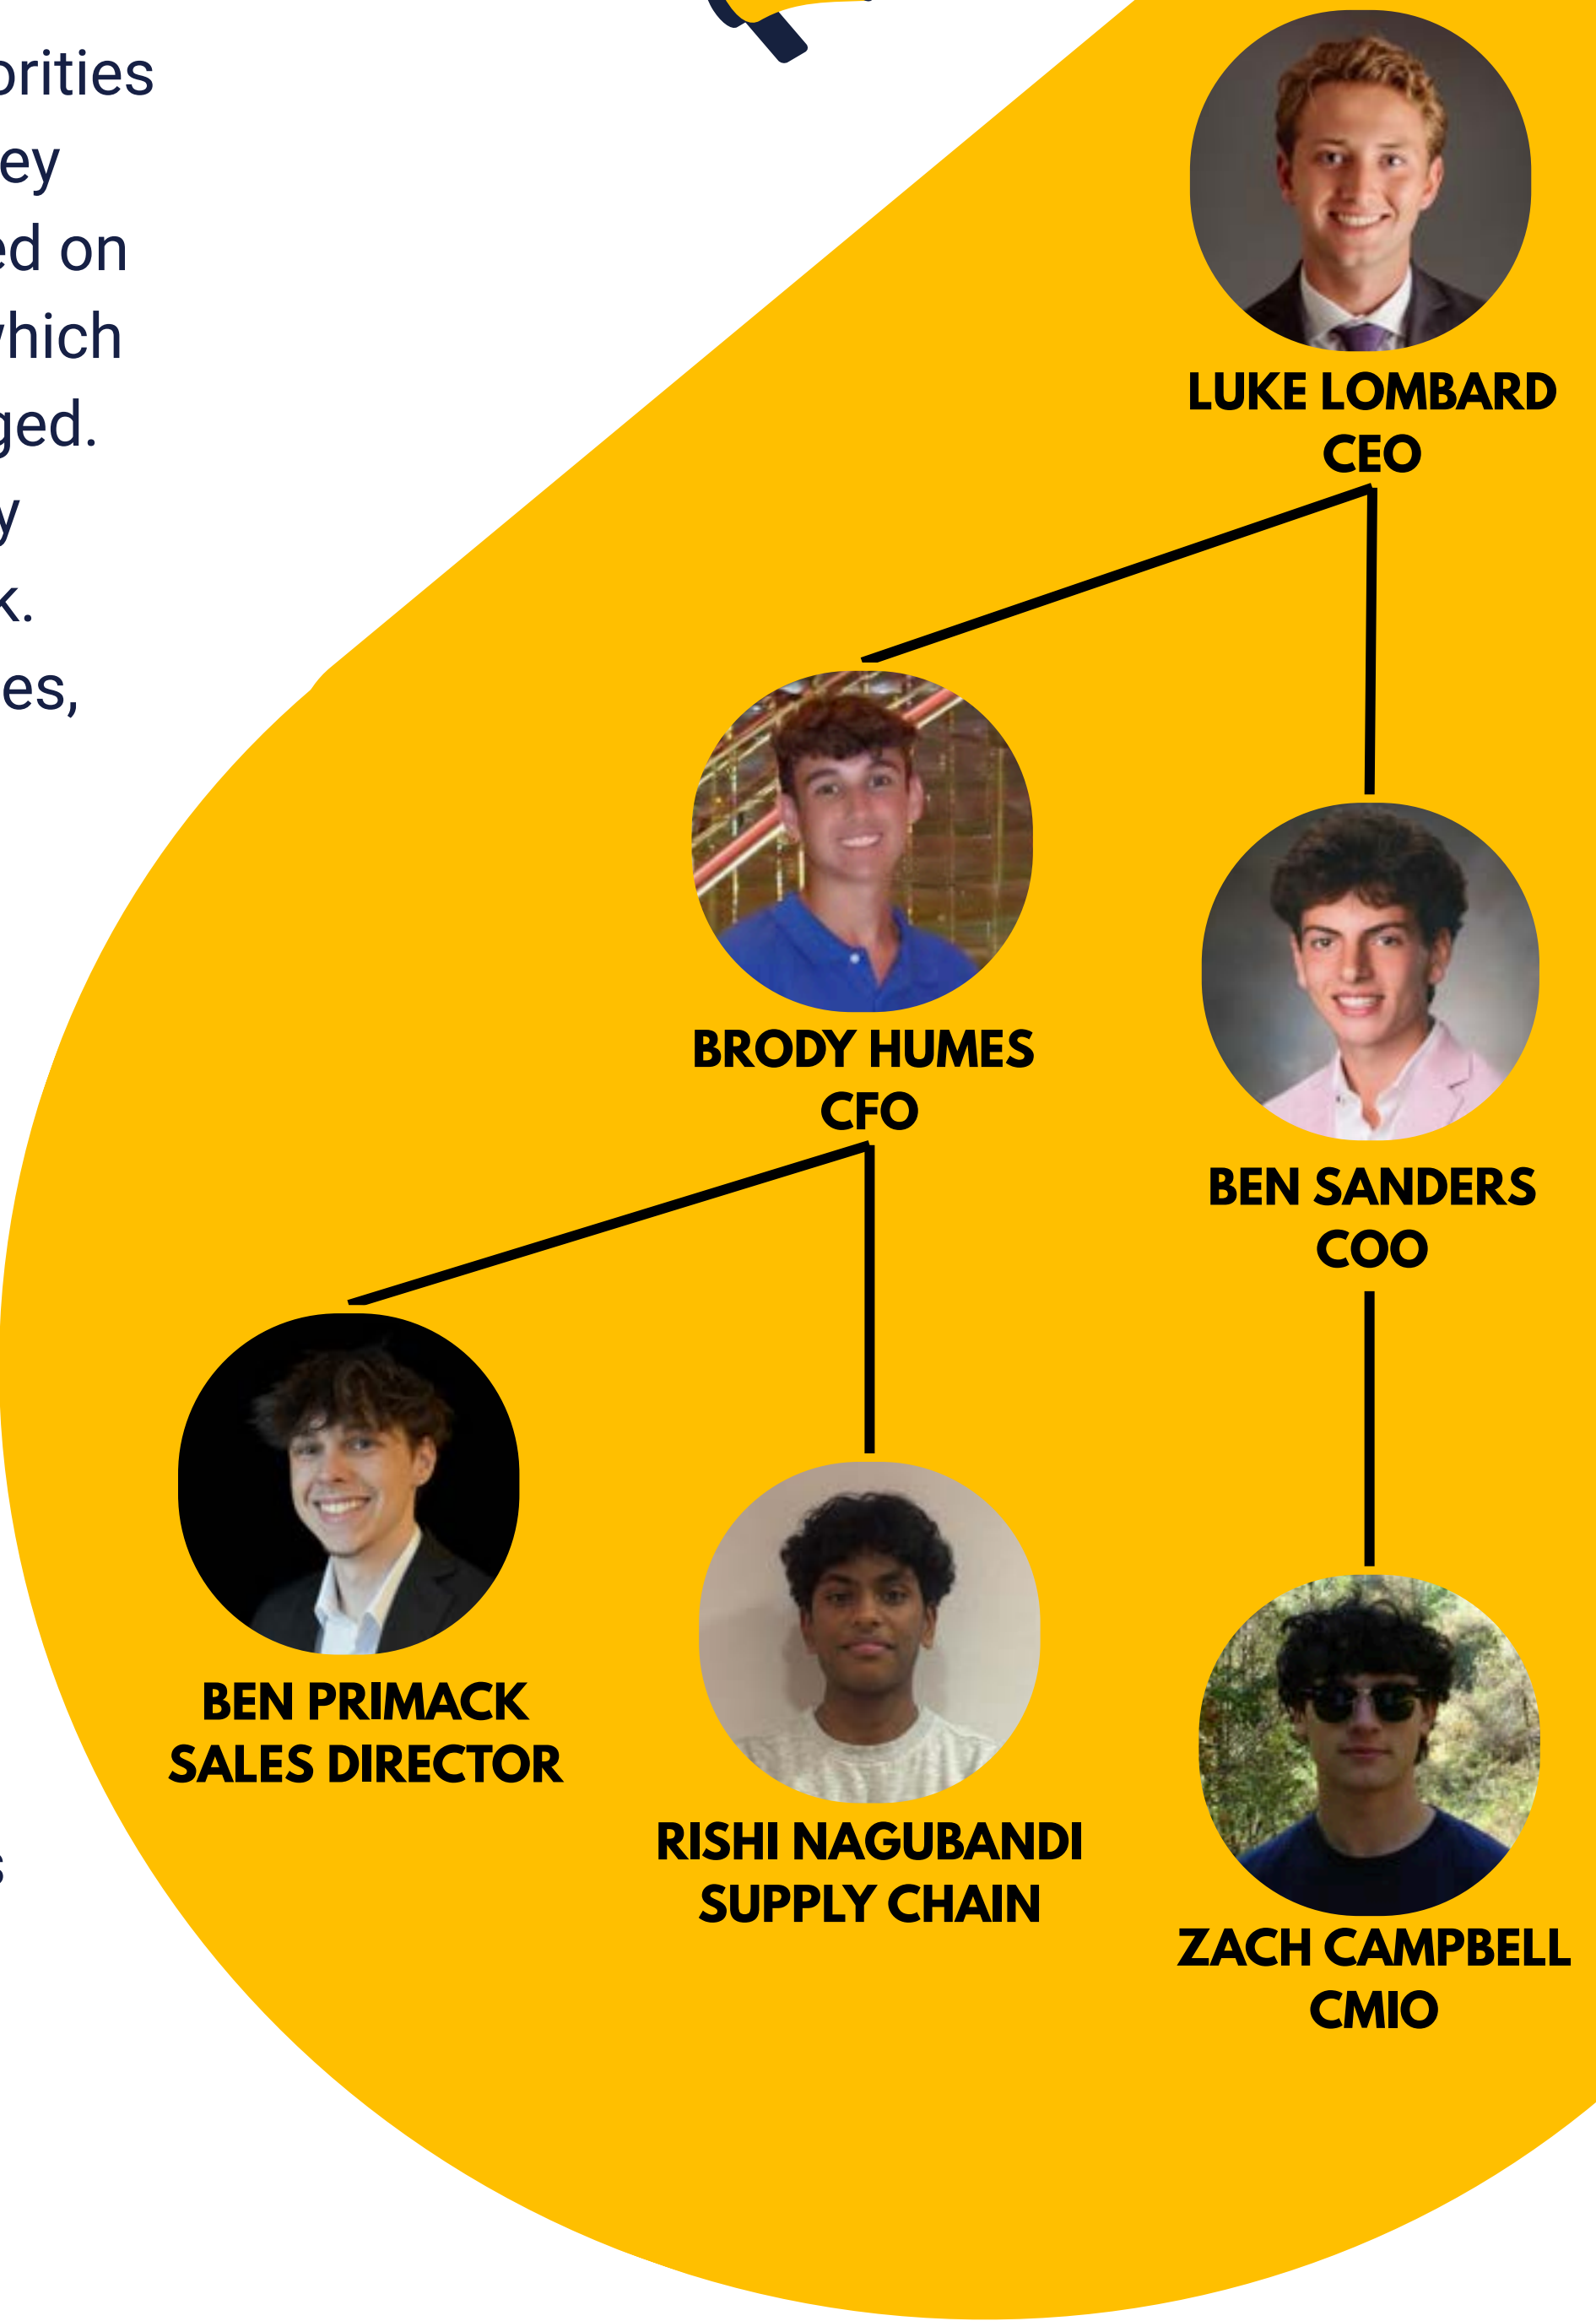 orities
ey
ed on
which
ged.
y
k.
es,
s
LUKE LOMBARD
CEO
BRODY HUMES
CFO
BEN SANDERS
COO
BEN PRIMACK
SALES DIRECTOR
RISHI NAGUBANDI
SUPPLY CHAIN
ZACH CAMPBELL
CMIO